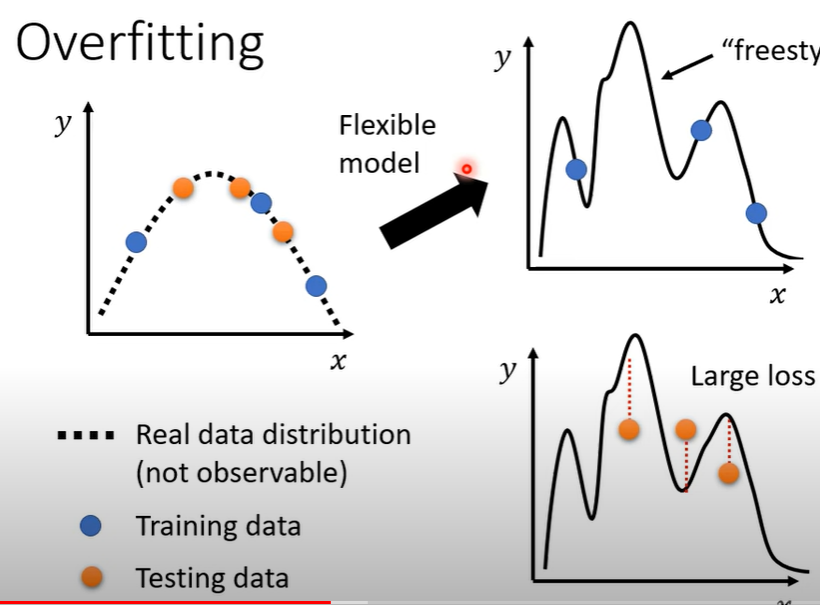 Overfitting
y
x
Flexible
model
y
"freesty
x
y
Large loss
Real data distribution
(not observable)
Training data
Testing data